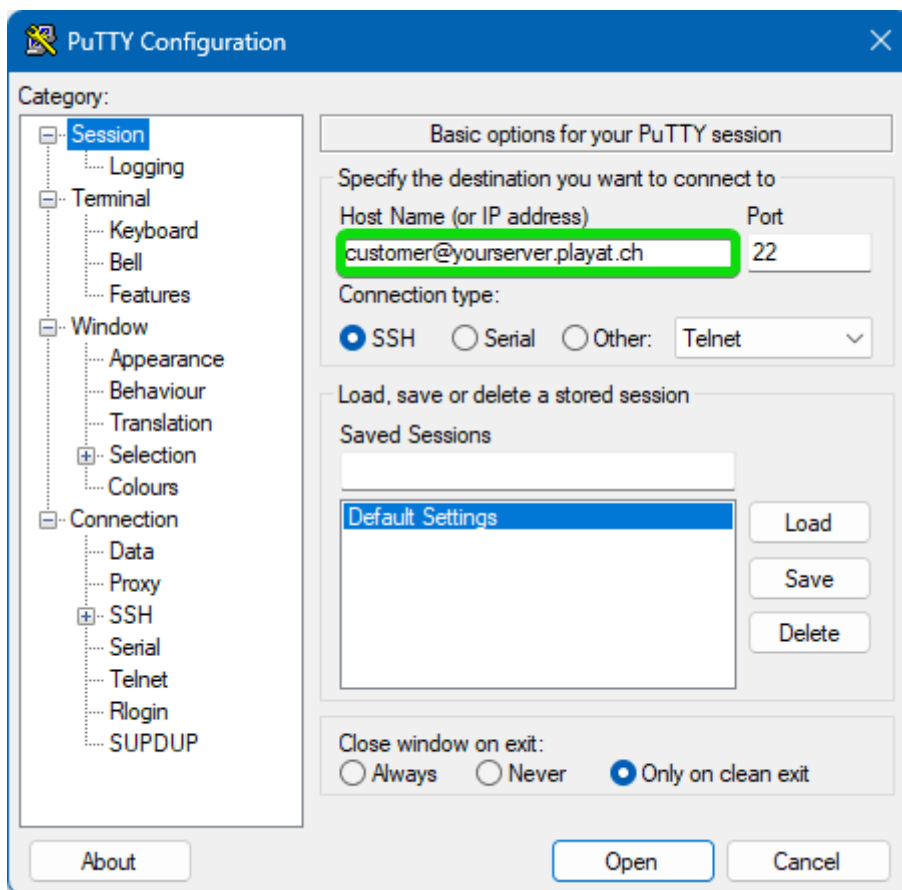 PuTTY Configuration
Category:
Session
Logging
Terminal
Keyboard
Bell
Features
Window
Appearance
Behaviour
Translation
Selection
Colours
Connection
Data
Proxy
SSH
Serial
Telnet
Rlogin
SUPDUP
Basic options for your PuTTY session
Specify the destination you want to connect to
Host Name (or IP address) Port
customer@yourserver.playat.ch 22
Connection type:
SSH Serial Other: Telnet
Load, save or delete a stored session
Saved Sessions
Default Settings
Load
Save
Delete
Close window on exit:
Always Never Only on clean exit
About Open Cancel